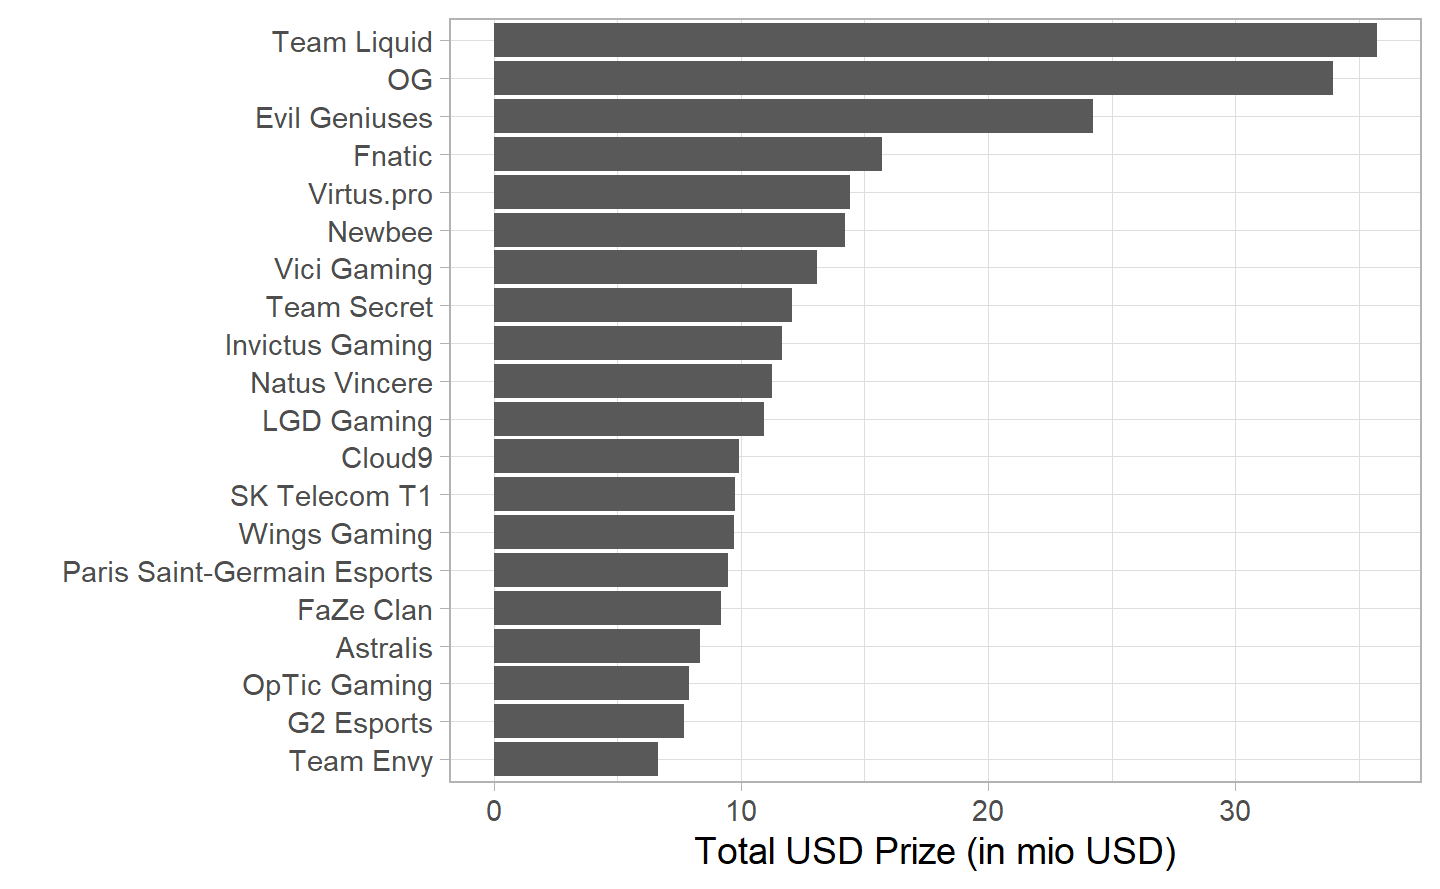 Team Liquid
OG
Evil Geniuses
Fnatic
Virtus.pro
Newbee
Vici Gaming
Team Secret
Invictus Gaming
Natus Vincere
LGD Gaming
Cloud9
SK Telecom T1
Wings Gaming
Paris Saint-Germain Esports
FaZe Clan
Astralis
OpTic Gaming
G2 Esports
Team Envy
0 10 20 30
Total USD Prize (in mio USD)